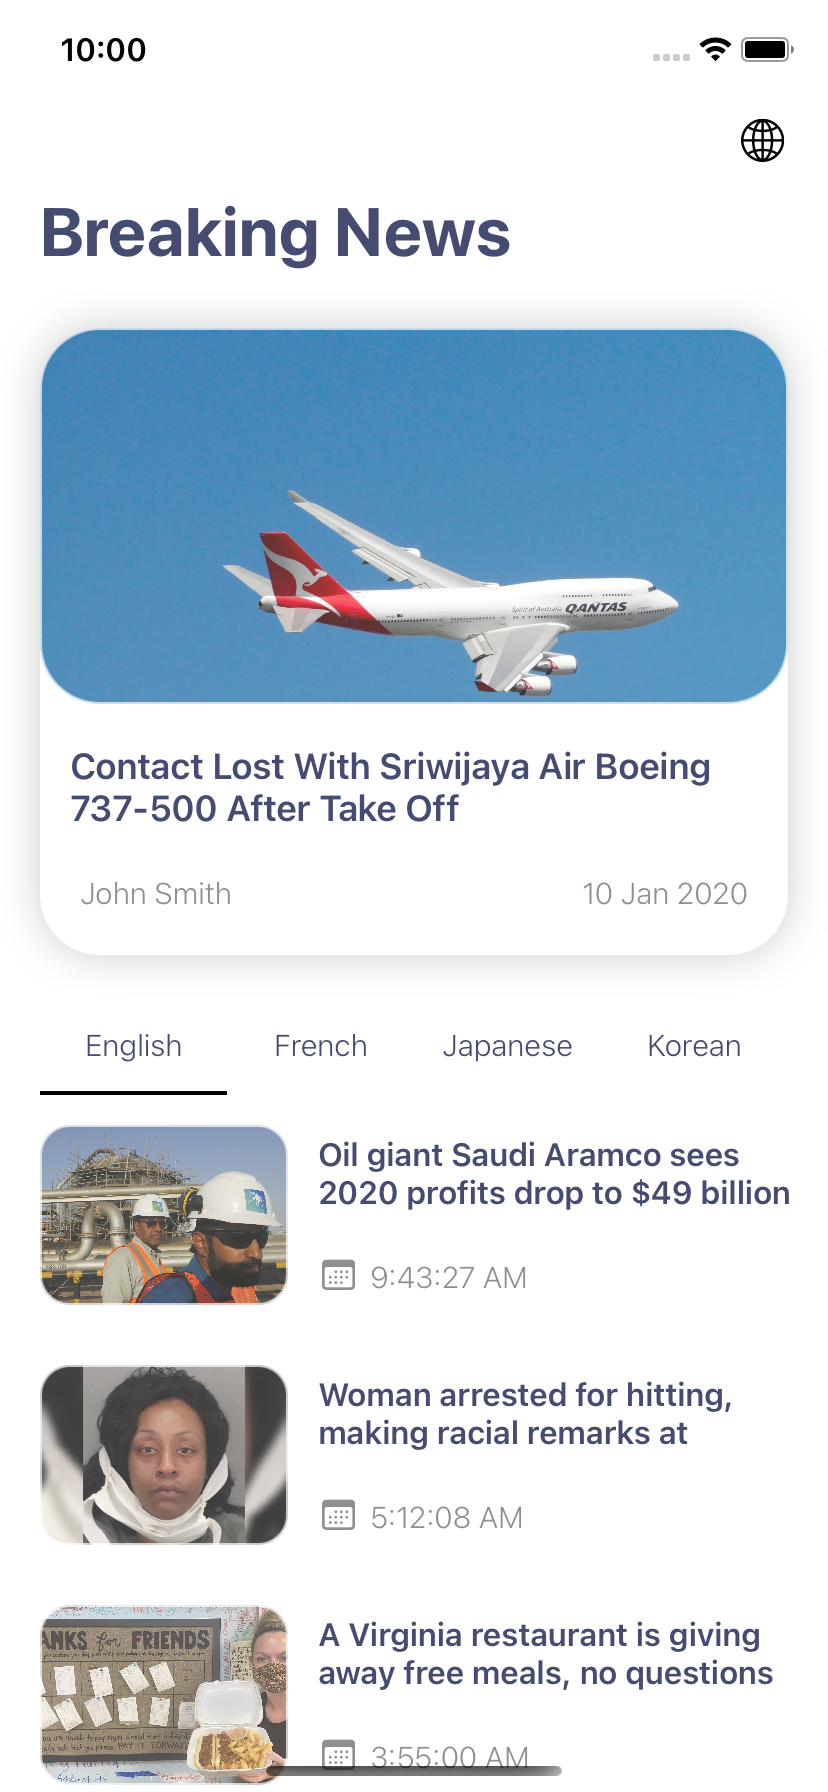 10:00
Breaking News
Spirit of Australia QANTAS
Contact Lost With Sriwijaya Air Boeing
737-500 After Take Off
John Smith
10 Jan 2020
English
French
Japanese
Korean
Oil giant Saudi Aramco sees
2020 profits drop to $49 billion
9:43:27 AM
Woman arrested for hitting,
making racial remarks at
5:12:08 AM
ANKS for FRIENDS
PAY IT FORWARD
A Virginia restaurant is giving
away free meals, no questions
3:55:00 AM